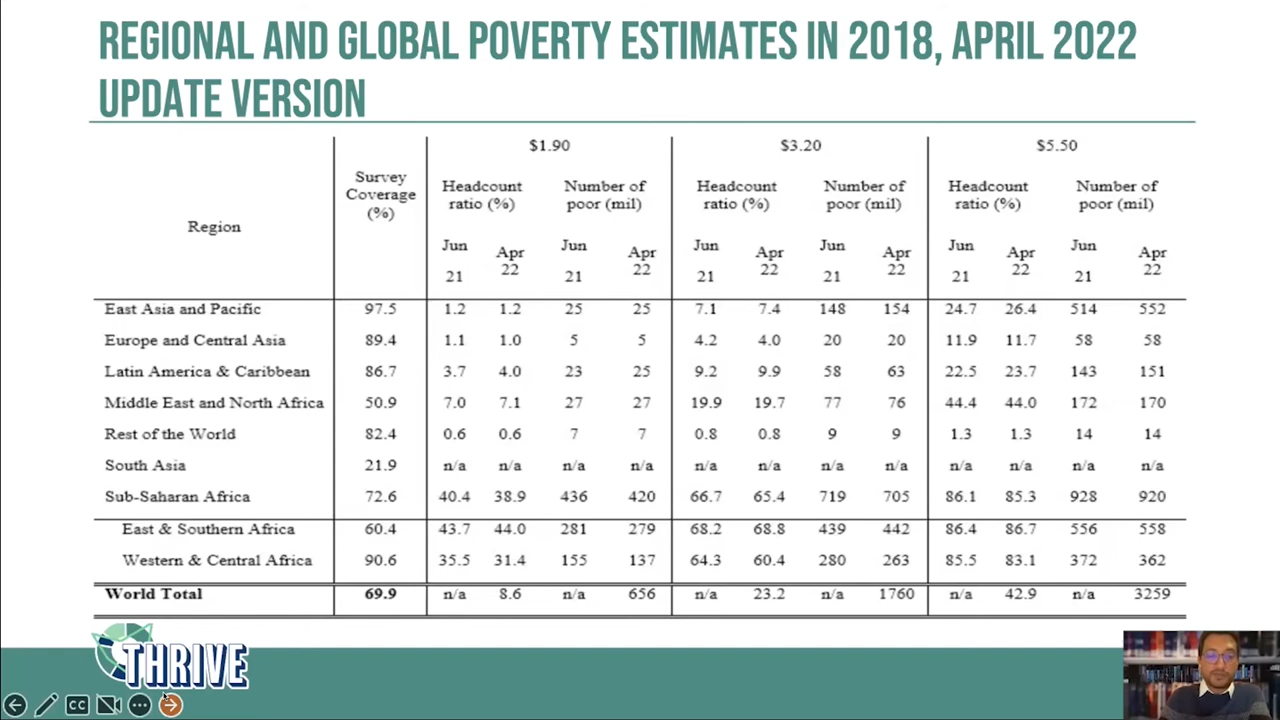 REGIONAL AND GLOBAL POVERTY ESTIMATES IN 2018, APRIL 2022
UPDATE VERSION
$1.90 $3.20 $5.50
Region Survey Coverage (%) Headcount ratio (%) Number of poor (mil) Headcount ratio (%) Number of poor (mil) Headcount ratio (%) Number of poor (mil)
Jun 21 Apr 22 Jun 21 Apr 22 Jun 21 Apr 22 Jun 21 Apr 22 Jun 21 Apr 22 Jun 21 Apr 22
East Asia and Pacific 97.5 1.2 1.2 25 25 7.1 7.4 148 154 24.7 26.4 514 552
Europe and Central Asia 89.4 1.1 1.0 5 5 4.2 4.0 20 20 11.9 11.7 58 58
Latin America & Caribbean 86.7 3.7 4.0 23 25 9.2 9.9 58 63 22.5 23.7 143 151
Middle East and North Africa 50.9 7.0 7.1 27 27 19.9 19.7 77 76 44.4 44.0 172 170
Rest of the World 82.4 0.6 0.6 7 7 0.8 0.8 9 9 1.3 1.3 14 14
South Asia 21.9 n/a n/a n/a n/a n/a n/a n/a n/a n/a n/a n/a n/a
Sub-Saharan Africa 72.6 40.4 38.9 436 420 66.7 65.4 719 705 86.1 85.3 928 920
East & Southern Africa 60.4 43.7 44.0 281 279 68.2 68.8 439 442 86.4 86.7 556 558
Western & Central Africa 90.6 35.5 31.4 155 137 64.3 60.4 280 263 85.5 83.1 372 362
World Total 69.9 n/a 8.6 n/a 656 n/a 23.2 n/a 1760 n/a 42.9 n/a 3259
THRIVE
CC